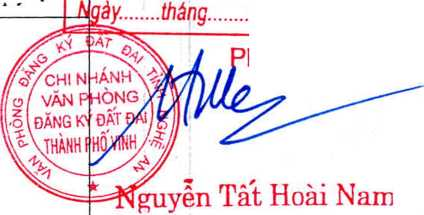 Ngày........tháng........
VĂN PHÒNG ĐĂNG KÝ ĐẤT ĐAI TỈNH NGHỆ AN
CHI NHÁNH
VĂN PHÒNG
ĐĂNG KÝ ĐẤT ĐAI
THÀNH PHỐ VINH
Nguyễn Tất Hoài Nam